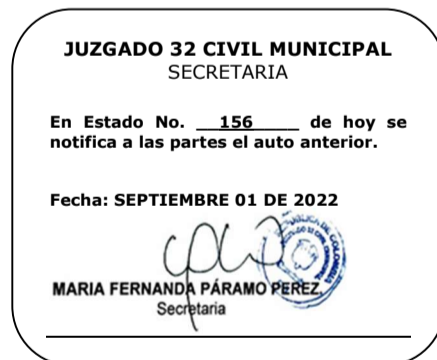 JUZGADO 32 CIVIL MUNICIPAL
SECRETARIA
En Estado No. 156 de hoy se
notifica a las partes el auto anterior.
Fecha: SEPTIEMBRE 01 DE 2022
MARIA FERNANDA PÁRAMO PEREZ
Secretaria